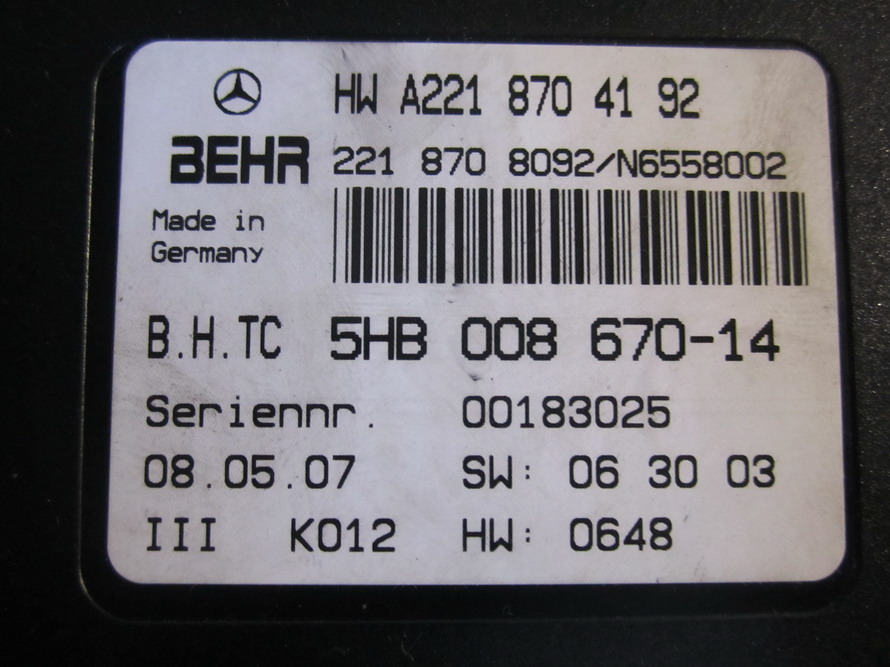 HW A221 870 41 92
BEHR 221 870 8092/N6558002
Made in
Germany
B.H.TC 5HB 008 670-14
Seriennr. 00183025
08.05.07 SW: 06 30 03
III K012 HW: 0648